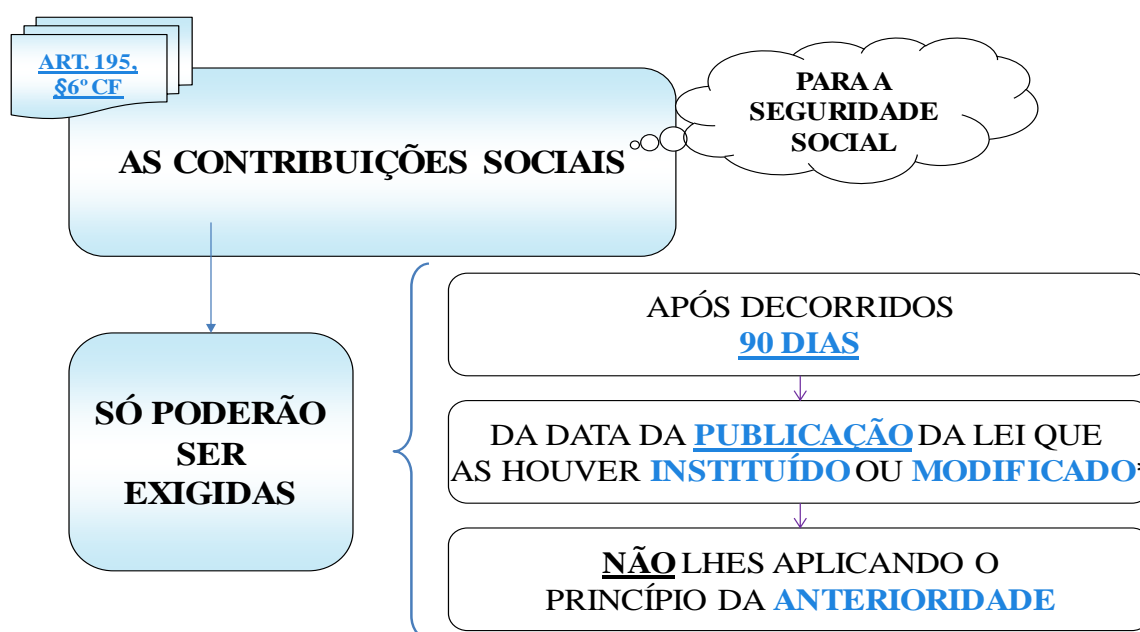 ART. 195,
§6º CF
AS CONTRIBUIÇÕES SOCIAIS
PARA A
SEGURIDADE
SOCIAL
SÓ PODERÃO
SER
EXIGIDAS
APÓS DECORRIDOS
90 DIAS
DA DATA DA PUBLICAÇÃO DA LEI QUE
AS HOUVER INSTITUÍDO OU MODIFICADO*
NÃO LHES APLICANDO O
PRINCÍPIO DA ANTERIORIDADE